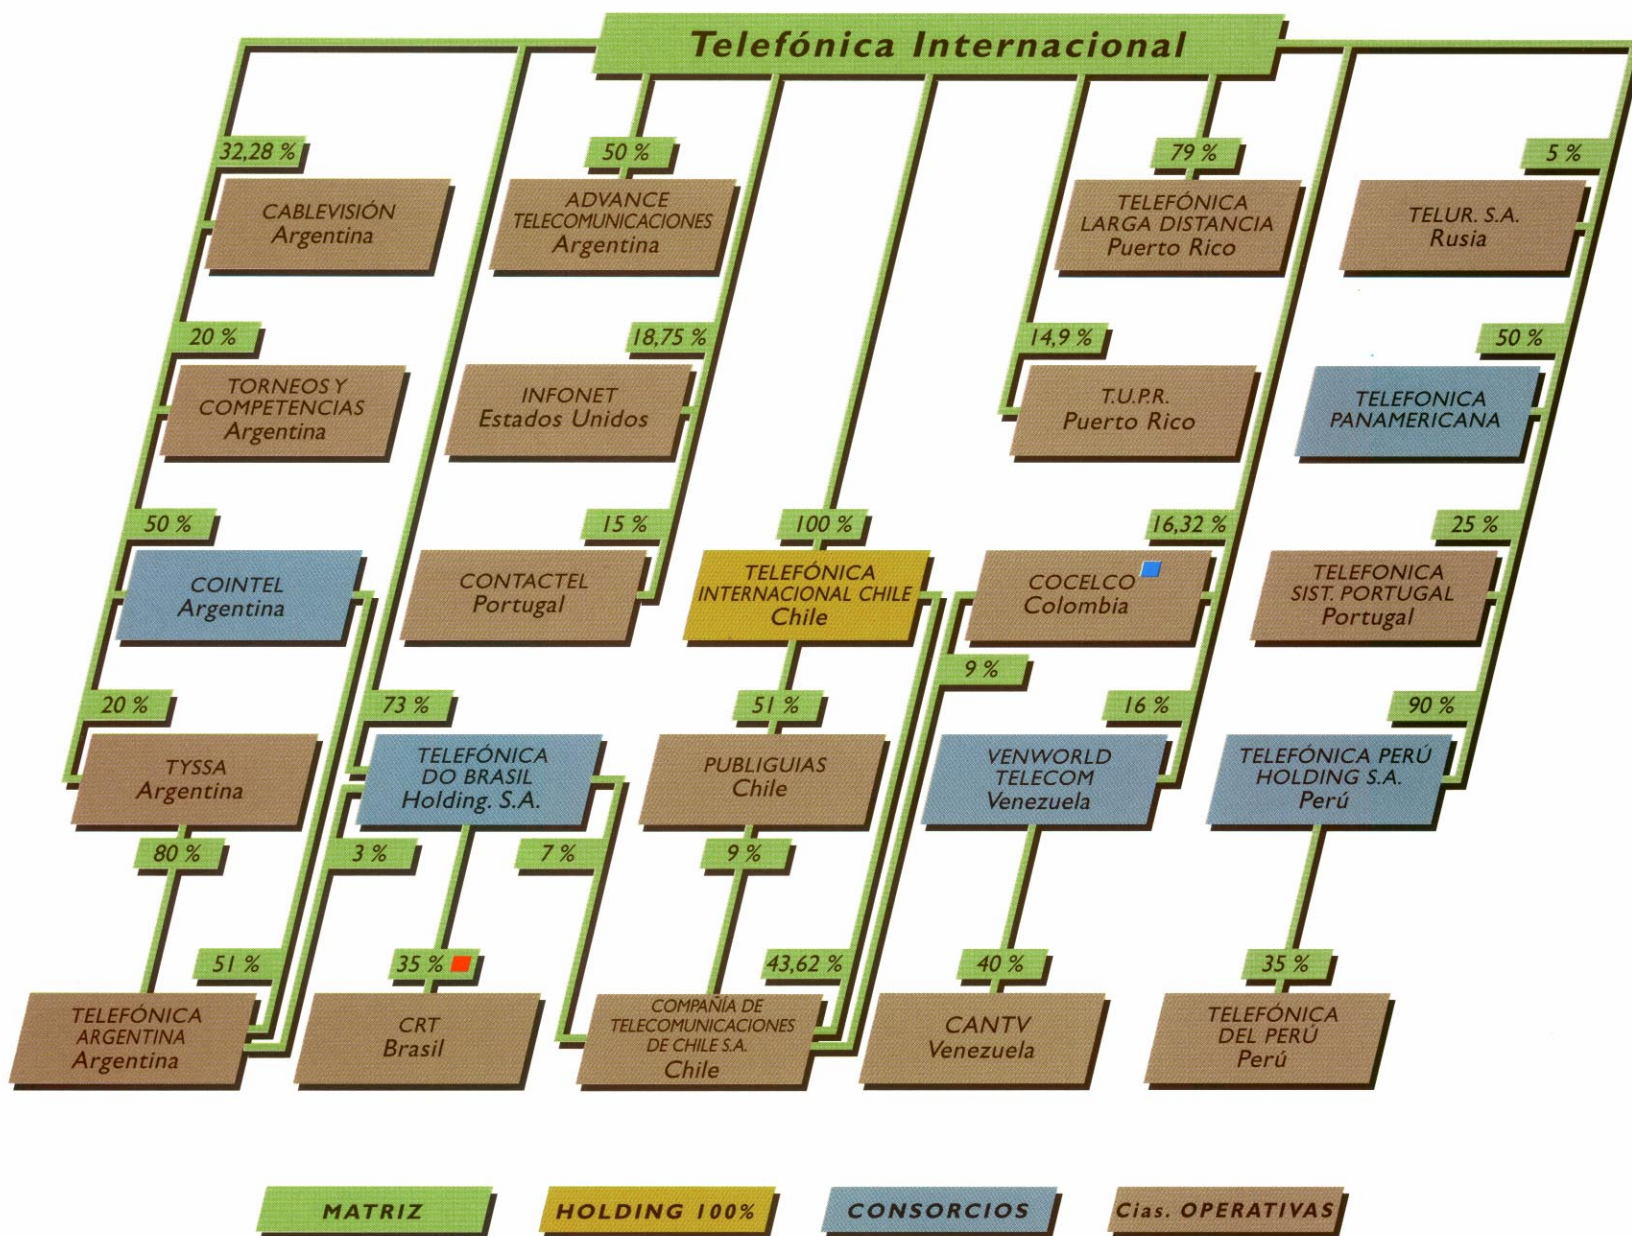 Telefónica Internacional
32,28 %
50 %
79 %
5 %
CABLEVISIÓN
Argentina
ADVANCE
TELECOMUNICACIONES
Argentina
TELEFÓNICA
LARGA DISTANCIA
Puerto Rico
TELUR. S.A.
Rusia
20 %
18,75 %
14,9 %
50 %
TORNEOS Y
COMPETENCIAS
Argentina
INFONET
Estados Unidos
T.U.P.R.
Puerto Rico
TELEFONICA
PANAMERICANA
50 %
15 %
100 %
16,32 %
25 %
COINTEL
Argentina
CONTACTEL
Portugal
TELEFÓNICA
INTERNACIONAL CHILE
Chile
COCELCO
Colombia
TELEFONICA
SIST. PORTUGAL
Portugal
9 %
20 %
73 %
51 %
16 %
90 %
TYSSA
Argentina
TELEFÓNICA
DO BRASIL
Holding. S.A.
PUBLIGUIAS
Chile
VENWORLD
TELECOM
Venezuela
TELEFÓNICA PERÚ
HOLDING S.A.
Perú
80 %
3 %
7 %
9 %
51 %
35 %
43,62 %
40 %
35 %
TELEFÓNICA
ARGENTINA
Argentina
CRT
Brasil
COMPAÑÍA DE
TELECOMUNICACIONES
DE CHILE S.A.
Chile
CANTV
Venezuela
TELEFÓNICA
DEL PERÚ
Perú
MATRIZ
HOLDING 100%
CONSORCIOS
Cias. OPERATIVAS